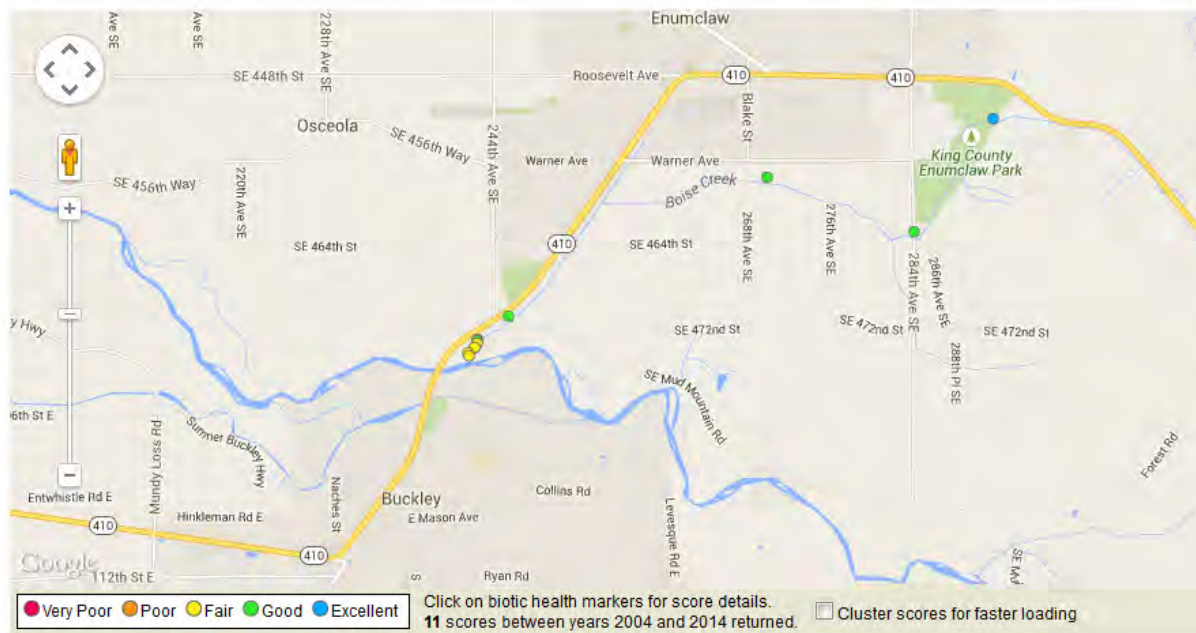 Enumclaw
Ave SE
Ave SE
228th Ave SE
SE 448th St
Roosevelt Ave
410
410
Blake St
Osceola
244th Ave SE
SE 456th Way
Warner Ave
Warner Ave
King County
Enumclaw Park
SE 456th Way
220th Ave SE
Boise Creek
268th Ave SE
276th Ave SE
SE 464th St
410
SE 464th St
284th Ave SE
286th Ave SE
y Hwy
SE 472nd St
SE 472nd St
SE 472nd St
288th Pl SE
SE Mud Mountain Rd
96th St E
Mundy Loss Rd
Sumner Buckley Hwy
Forest Rd
Entwhistle Rd E
Naches St
Buckley
Collins Rd
Levesque Rd E
Hinkleman Rd E
E Mason Ave
410
410
Google
112th St E
S
Ryan Rd
SE Mud
Very Poor Poor Fair Good Excellent
Click on biotic health markers for score details.
11 scores between years 2004 and 2014 returned.
Cluster scores for faster loading